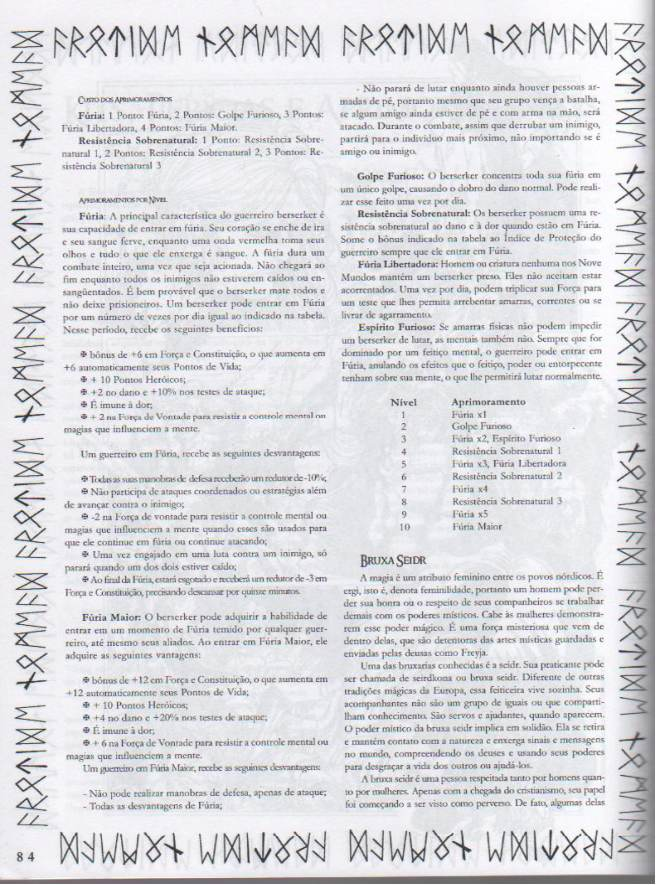 CUSTO DOS APRIMORAMENTOS
Fúria: 1 Ponto: Fúria, 2 Pontos: Golpe Furioso, 3 Pontos:
Fúria Libertadora, 4 Pontos: Fúria Maior.
Resistência Sobrenatural: 1 Ponto: Resistência Sobre-
natural 1, 2 Pontos: Resistência Sobrenatural 2, 3 Pontos: Re-
sistência Sobrenatural 3
APRIMORAMENTOS POR NÍVEL
Fúria: A principal característica do guerreiro berserker é
sua capacidade de entrar em fúria. Seu coração se enche de ira
e seu sangue ferve, enquanto uma onda vermelha toma seus
olhos e tudo o que ele enxerga é sangue. A fúria dura um
combate inteiro, uma vez que seja acionada. Não chegará ao
fim enquanto todos os inimigos não estiverem caídos ou en-
sangüentados. É bem provável que o berserker mate todos e
não deixe prisioneiros. Um berserker pode entrar em Fúria
por um número de vezes por dia igual ao indicado na tabela.
Nesse período, recebe os seguintes benefícios:
✠ bônus de +6 em Força e Constituição, o que aumenta em
+6 automaticamente seus Pontos de Vida;
✠ + 10 Pontos Heróicos;
✠ +2 no dano e +10% nos testes de ataque;
✠ É imune à dor;
✠ + 2 na Força de Vontade para resistir a controle mental ou
magias que influenciem a mente.
Um guerreiro em Fúria, recebe as seguintes desvantagens:
✠ Todas as suas manobras de defesa receberão um redutor de -10%;
✠ Não participa de ataques coordenados ou estratégias além
de avançar contra o inimigo;
✠ -2 na Força de vontade para resistir a controle mental ou
magias que influenciem a mente quando esses são usados para
que ele continue em fúria ou continue atacando;
✠ Uma vez engajado em uma luta contra um inimigo, só
parará quando um dos dois estiver caído;
✠ Ao final da Fúria, estará esgotado e receberá um redutor de -3 em
Força e Constituição, precisando descansar por quinze minutos.
Fúria Maior: O berserker pode adquirir a habilidade de
entrar em um momento de Fúria temido por qualquer guer-
reiro, até mesmo seus aliados. Ao entrar em Fúria Maior, ele
adquire as seguintes vantagens:
✠ bônus de +12 em Força e Constituição, o que aumenta em
+12 automaticamente seus Pontos de Vida;
✠ + 10 Pontos Heróicos;
✠ +4 no dano e +20% nos testes de ataque;
✠ É imune à dor;
✠ + 6 na Força de Vontade para resistir a controle mental ou
magias que influenciem a mente.
Um guerreiro em Fúria Maior, recebe as seguintes desvantagens:
- Não pode realizar manobras de defesa, apenas de ataque;
- Todas as desvantagens de Fúria;
- Não parará de lutar enquanto ainda houver pessoas ar-
madas de pé, portanto mesmo que seu grupo vença a batalha,
se algum amigo ainda estiver de pé e com arma na mão, será
atacado. Durante o combate, assim que derrubar um inimigo,
partirá para o indivíduo mais próximo, não importando se é
amigo ou inimigo.
Golpe Furioso: O berserker concentra toda sua fúria em
um único golpe, causando o dobro do dano normal. Pode reali-
zar esse feito uma vez por dia.
Resistência Sobrenatural: Os berserker possuem uma re-
sistência sobrenatural ao dano e à dor quando estão em Fúria.
Some o bônus indicado na tabela ao Índice de Proteção do
guerreiro sempre que ele entrar em Fúria.
Fúria Libertadora: Homem ou criatura nenhuma nos Nove
Mundos mantém um berserker preso. Eles não aceitam estar
acorrentados. Uma vez por dia, podem triplicar sua Força para
um teste que lhes permita arrebentar amarras, correntes ou se
livrar de agarramento.
Espírito Furioso: Se amarras físicas não podem impedir
um berserker de lutar, as mentais também não. Sempre que for
dominado por um feitiço mental, o guerreiro pode entrar em
Fúria, anulando os efeitos que o feitiço, poder ou entorpecente
tenham sobre sua mente, o que lhe permitirá lutar normalmente.
Nível Aprimoramento
1 Fúria x1
2 Golpe Furioso
3 Fúria x2, Espírito Furioso
4 Resistência Sobrenatural 1
5 Fúria x3, Fúria Libertadora
6 Resistência Sobrenatural 2
7 Fúria x4
8 Resistência Sobrenatural 3
9 Fúria x5
10 Fúria Maior
BRUXA SEIDR
A magia é um atributo feminino entre os povos nórdicos. É
ergi, isto é, denota feminilidade, portanto um homem pode per-
der sua honra ou o respeito de seus companheiros se trabalhar
demais com os poderes místicos. Cabe às mulheres demonstra-
rem esse poder mágico. É uma força misteriosa que vem de
dentro delas, que são detentoras das artes místicas guardadas e
enviadas pelas deusas como Freyja.
Uma das bruxarias conhecidas é a seidr. Sua praticante pode
ser chamada de seirdkona ou bruxa seidr. Diferente de outras
tradições mágicas da Europa, essa feiticeira vive sozinha. Seus
acompanhantes não são um grupo de iguais ou que comparti-
lham conhecimento. São servos e ajudantes, quando aparecem.
O poder místico da bruxa seidr implica em solidão. Ela se retira
e mantém contato com a natureza e enxerga sinais e mensagens
no mundo, compreendendo os deuses e usando seus poderes
para desgraçar a vida dos outros ou ajudá-los.
A bruxa seidr é uma pessoa respeitada tanto por homens quan-
to por mulheres. Apenas com a chegada do cristianismo, seu papel
foi começando a ser visto como perverso. De fato, algumas delas
84